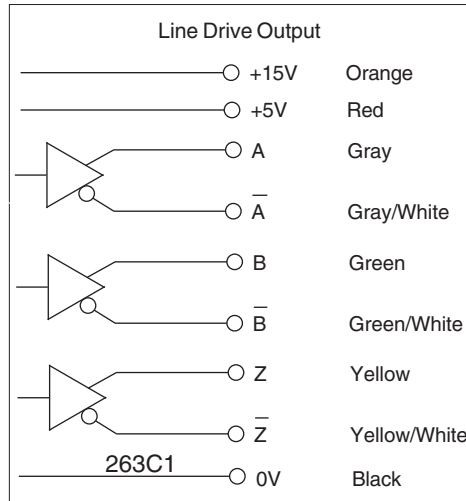 Line Drive Output
+15V Orange
+5V Red
A Gray
A̅ Gray/White
B Green
B̅ Green/White
Z Yellow
Z̅ Yellow/White
263C1
0V Black